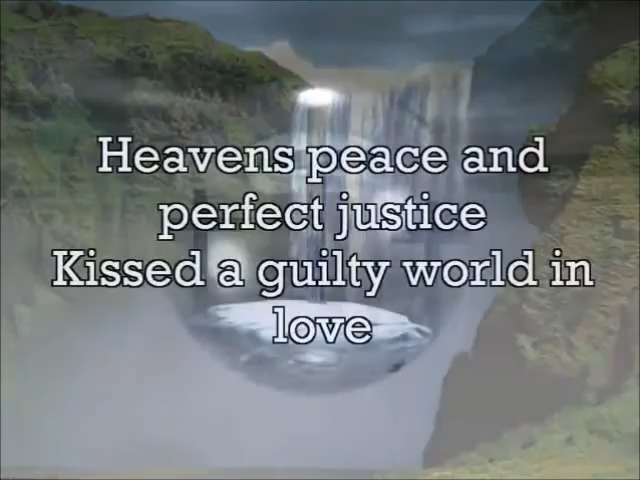 Heavens peace and
perfect justice
Kissed a guilty world in
love